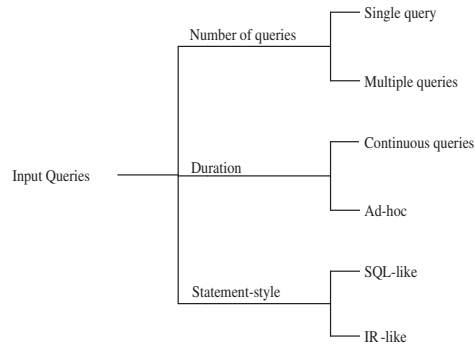 Number of queries
Single query
Multiple queries
Input Queries
Duration
Continuous queries
Ad-hoc
Statement-style
SQL-like
IR-like